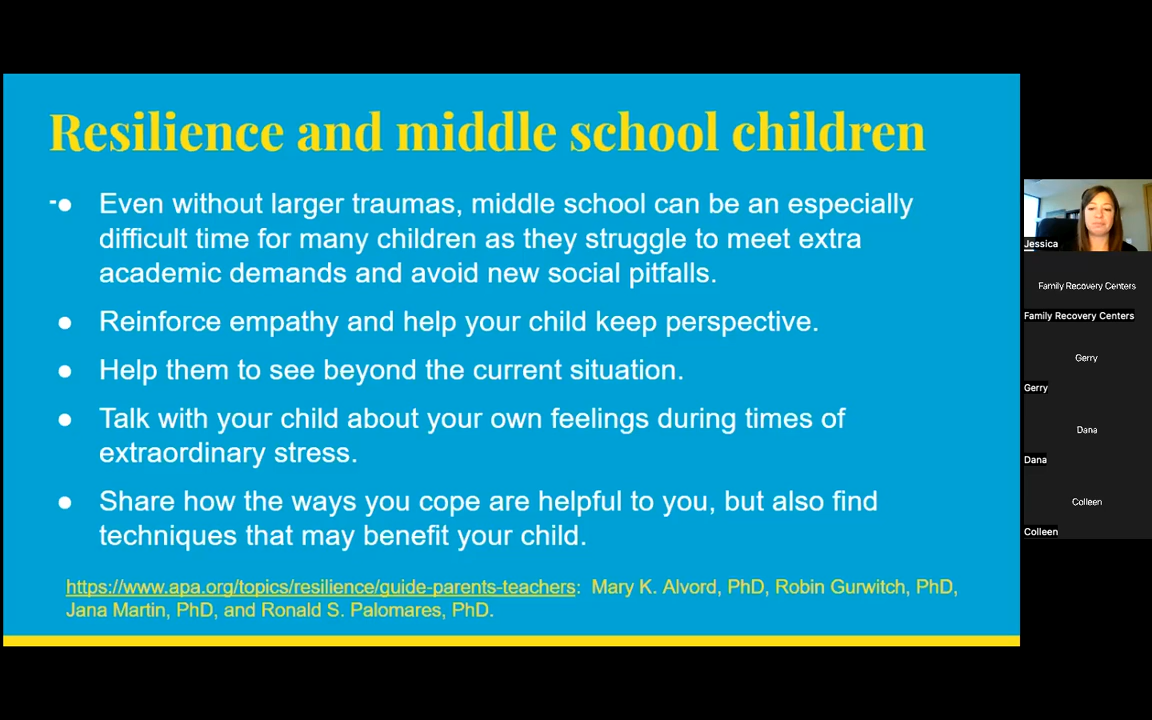 Resilience and middle school children
-● Even without larger traumas, middle school can be an especially
difficult time for many children as they struggle to meet extra
academic demands and avoid new social pitfalls.
● Reinforce empathy and help your child keep perspective.
● Help them to see beyond the current situation.
● Talk with your child about your own feelings during times of
extraordinary stress.
● Share how the ways you cope are helpful to you, but also find
techniques that may benefit your child.
https://www.apa.org/topics/resilience/guide-parents-teachers: Mary K. Alvord, PhD, Robin Gurwitch, PhD,
Jana Martin, PhD, and Ronald S. Palomares, PhD.
Jessica
Family Recovery Centers
Family Recovery Centers
Gerry
Gerry
Dana
Dana
Colleen
Colleen